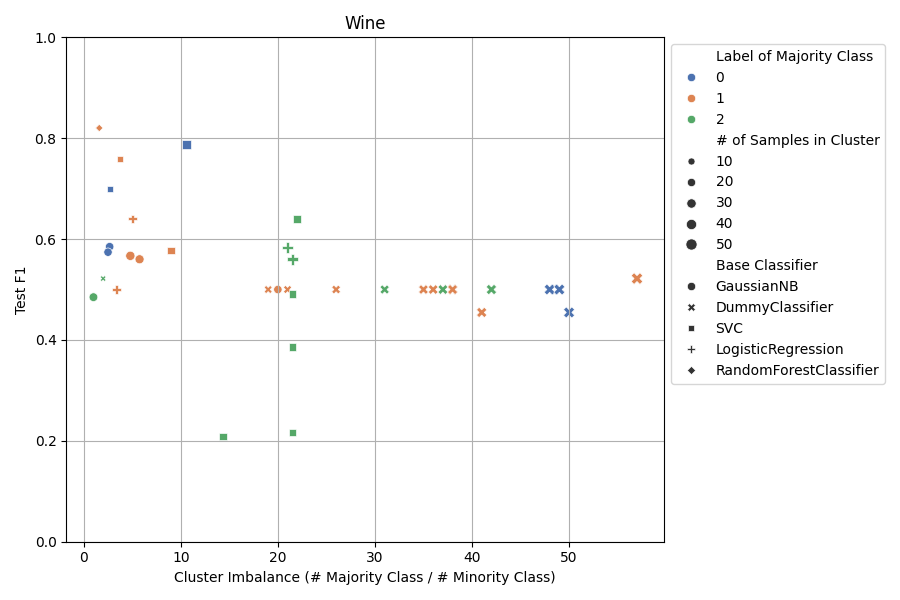 Wine
1.0
0.8
0.6
0.4
0.2
0.0
Test F1
0 10 20 30 40 50
Cluster Imbalance (# Majority Class / # Minority Class)
Label of Majority Class
0
1
2
# of Samples in Cluster
10
20
30
40
50
Base Classifier
GaussianNB
DummyClassifier
SVC
LogisticRegression
RandomForestClassifier